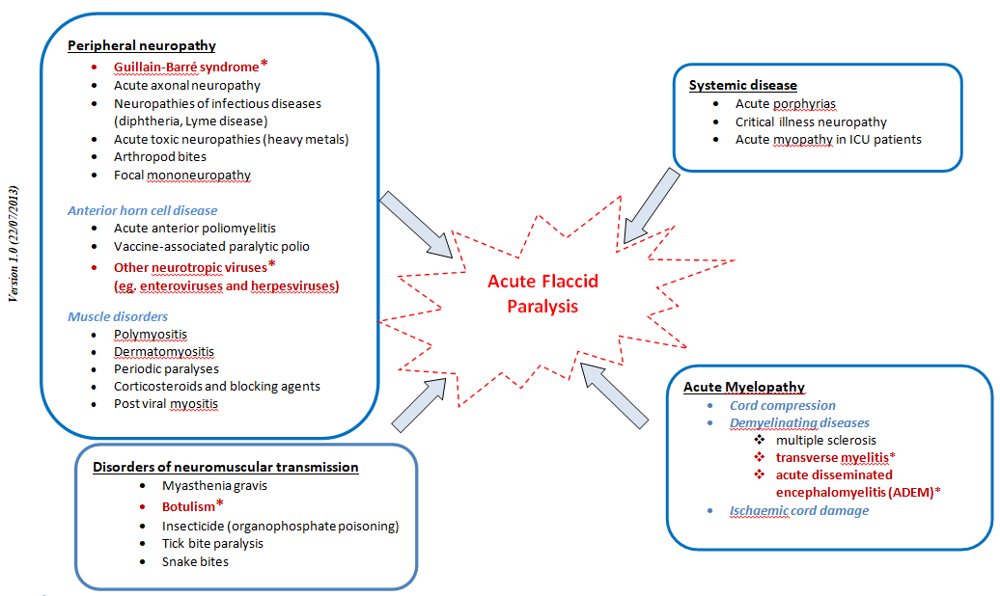 Peripheral neuropathy
• Guillain-Barré syndrome*
• Acute axonal neuropathy
• Neuropathies of infectious diseases
(diphtheria, Lyme disease)
• Acute toxic neuropathies (heavy metals)
• Arthropod bites
• Focal mononeuropathy
Anterior horn cell disease
• Acute anterior poliomyelitis
• Vaccine-associated paralytic polio
• Other neurotropic viruses*
(eg. enteroviruses and herpesviruses)
Muscle disorders
• Polymyositis
• Dermatomyositis
• Periodic paralyses
• Corticosteroids and blocking agents
• Post viral myositis
Disorders of neuromuscular transmission
• Myasthenia gravis
• Botulism*
• Insecticide (organophosphate poisoning)
• Tick bite paralysis
• Snake bites
Acute Flaccid
Paralysis
Systemic disease
• Acute porphyrias
• Critical illness neuropathy
• Acute myopathy in ICU patients
Acute Myelopathy
• Cord compression
• Demyelinating diseases
❖ multiple sclerosis
❖ transverse myelitis*
❖ acute disseminated
encephalomyelitis (ADEM)*
• Ischaemic cord damage
Version 1.0 (22/07/2013)